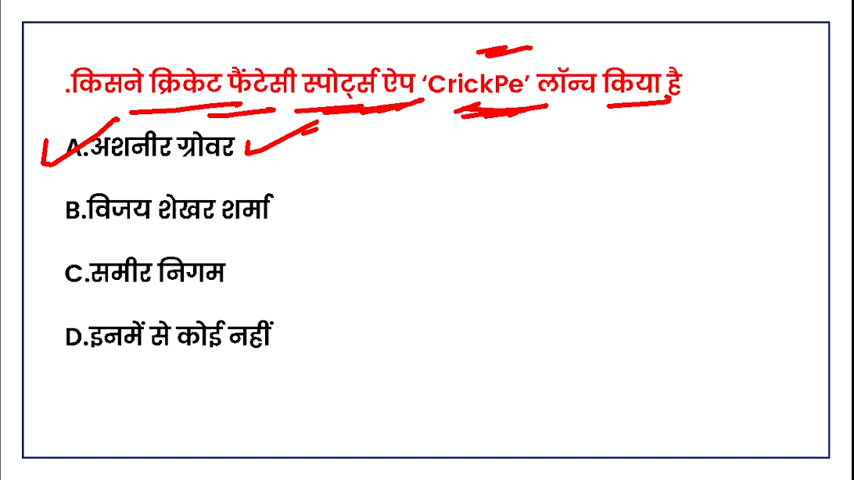 .किसने क्रिकेट फैंटेसी स्पोर्ट्स ऐप ‘CrickPe’ लॉन्च किया है
A.अशनीर ग्रोवर
B.विजय शेखर शर्मा
C.समीर निगम
D.इनमें से कोई नहीं